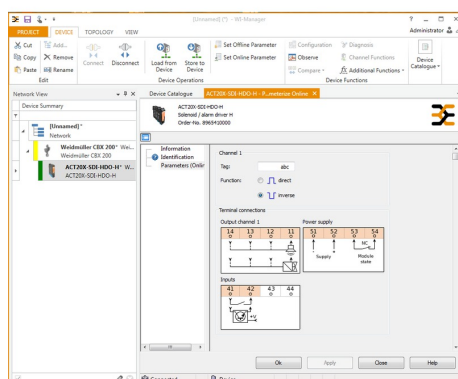 [Unnamed] (*) - WI-Manager
PROJECT DEVICE TOPOLOGY VIEW Administrator
Cut Add... Set Offline Parameter Configuration Diagnosis
Copy Remove Set Online Parameter Observe Channel Functions
Paste Rename Compare Additional Functions
Connect Disconnect Load from Device Store to Device Device Catalogue
Edit Device Operations Device Functions
Network View
Device Summary
[Unnamed]*
Network
Weidmüller CBX 200* Wei...
Weidmüller CBX 200
ACT20X-SDI-HDO-H* W...
ACT20X-SDI-HDO-H
Device Catalogue ACT20X-SDI-HDO-H - P...meterize Online
ACT20X-SDI-HDO-H
Solenoid / alarm driver H
Order-No. 8965410000
Information
Identification
Parameters (Onlin
Channel 1
Tag: abc
Function: direct
inverse
Terminal connections
Output channel 1 Power supply
14 13 12 11 51 52 53 54
NC
Supply Module state
Inputs
41 42 43 44
+V
Ok Apply Close Help
Connected Device